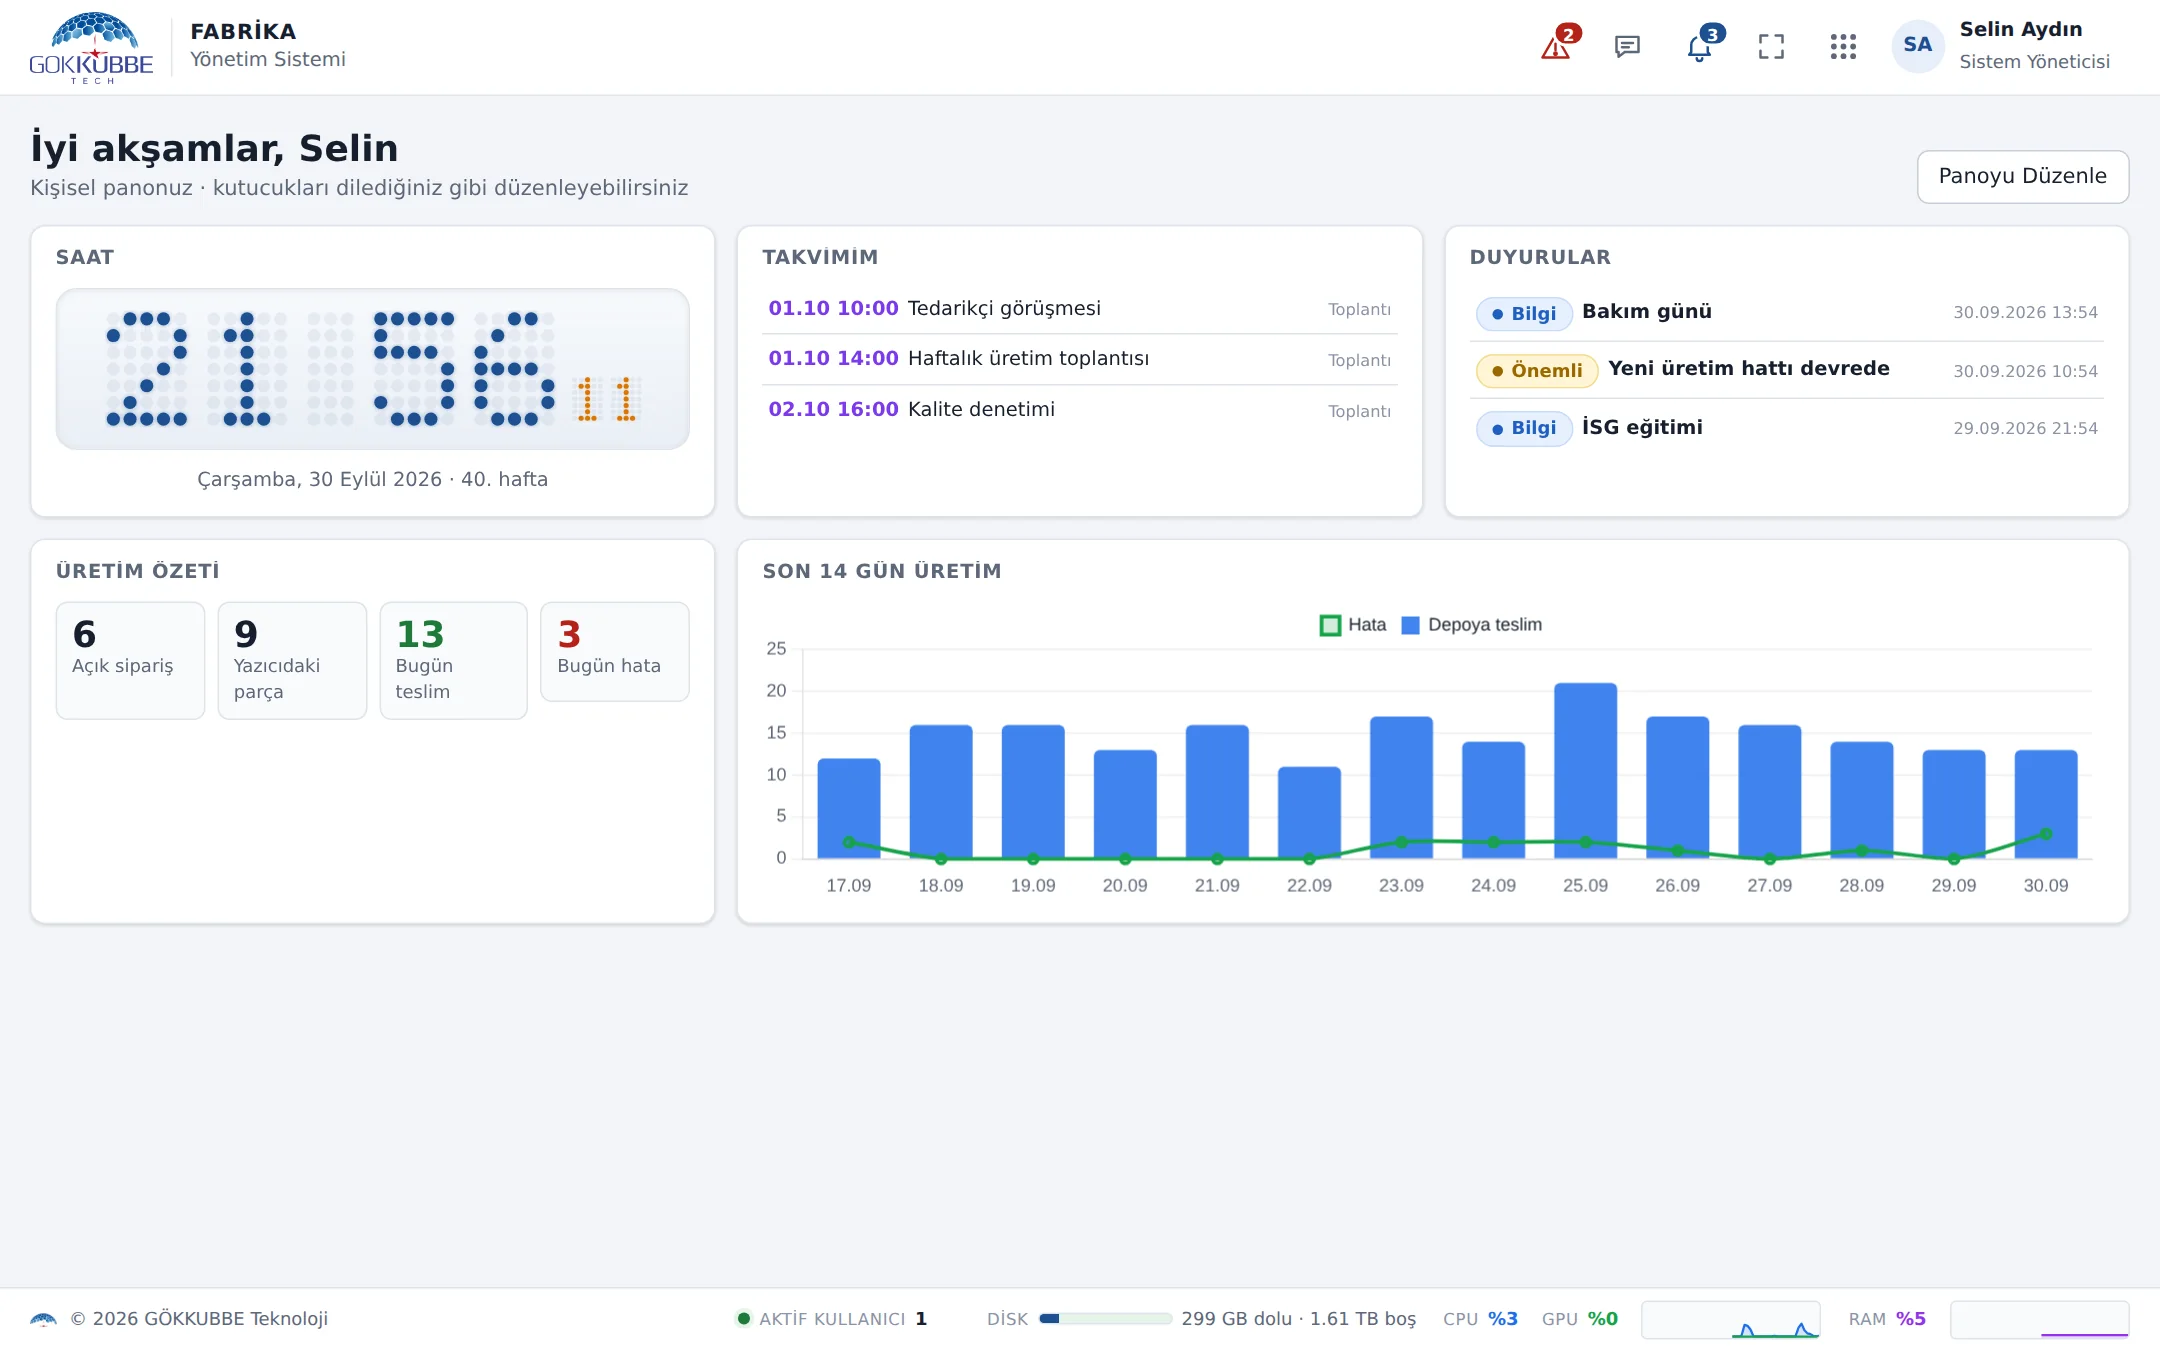 GÖKKUBBE
TECH
FABRİKA
Yönetim Sistemi
2
3
SA
Selin Aydın
Sistem Yöneticisi
İyi akşamlar, Selin
Kişisel panonuz · kutucukları dilediğiniz gibi düzenleyebilirsiniz
Panoyu Düzenle
SAAT
21 56 11
Çarşamba, 30 Eylül 2026 · 40. hafta
TAKVİMİM
01.10 10:00 Tedarikçi görüşmesi Toplantı
01.10 14:00 Haftalık üretim toplantısı Toplantı
02.10 16:00 Kalite denetimi Toplantı
DUYURULAR
Bilgi Bakım günü 30.09.2026 13:54
Önemli Yeni üretim hattı devrede 30.09.2026 10:54
Bilgi İSG eğitimi 29.09.2026 21:54
ÜRETİM ÖZETİ
6
Açık sipariş
9
Yazıcıdaki
parça
13
Bugün
teslim
3
Bugün hata
SON 14 GÜN ÜRETİM
Hata Depoya teslim
25
20
15
10
5
0
17.09 18.09 19.09 20.09 21.09 22.09 23.09 24.09 25.09 26.09 27.09 28.09 29.09 30.09
© 2026 GÖKKUBBE Teknoloji
AKTİF KULLANICI 1
DİSK 299 GB dolu · 1.61 TB boş
CPU %3 GPU %0
RAM %5